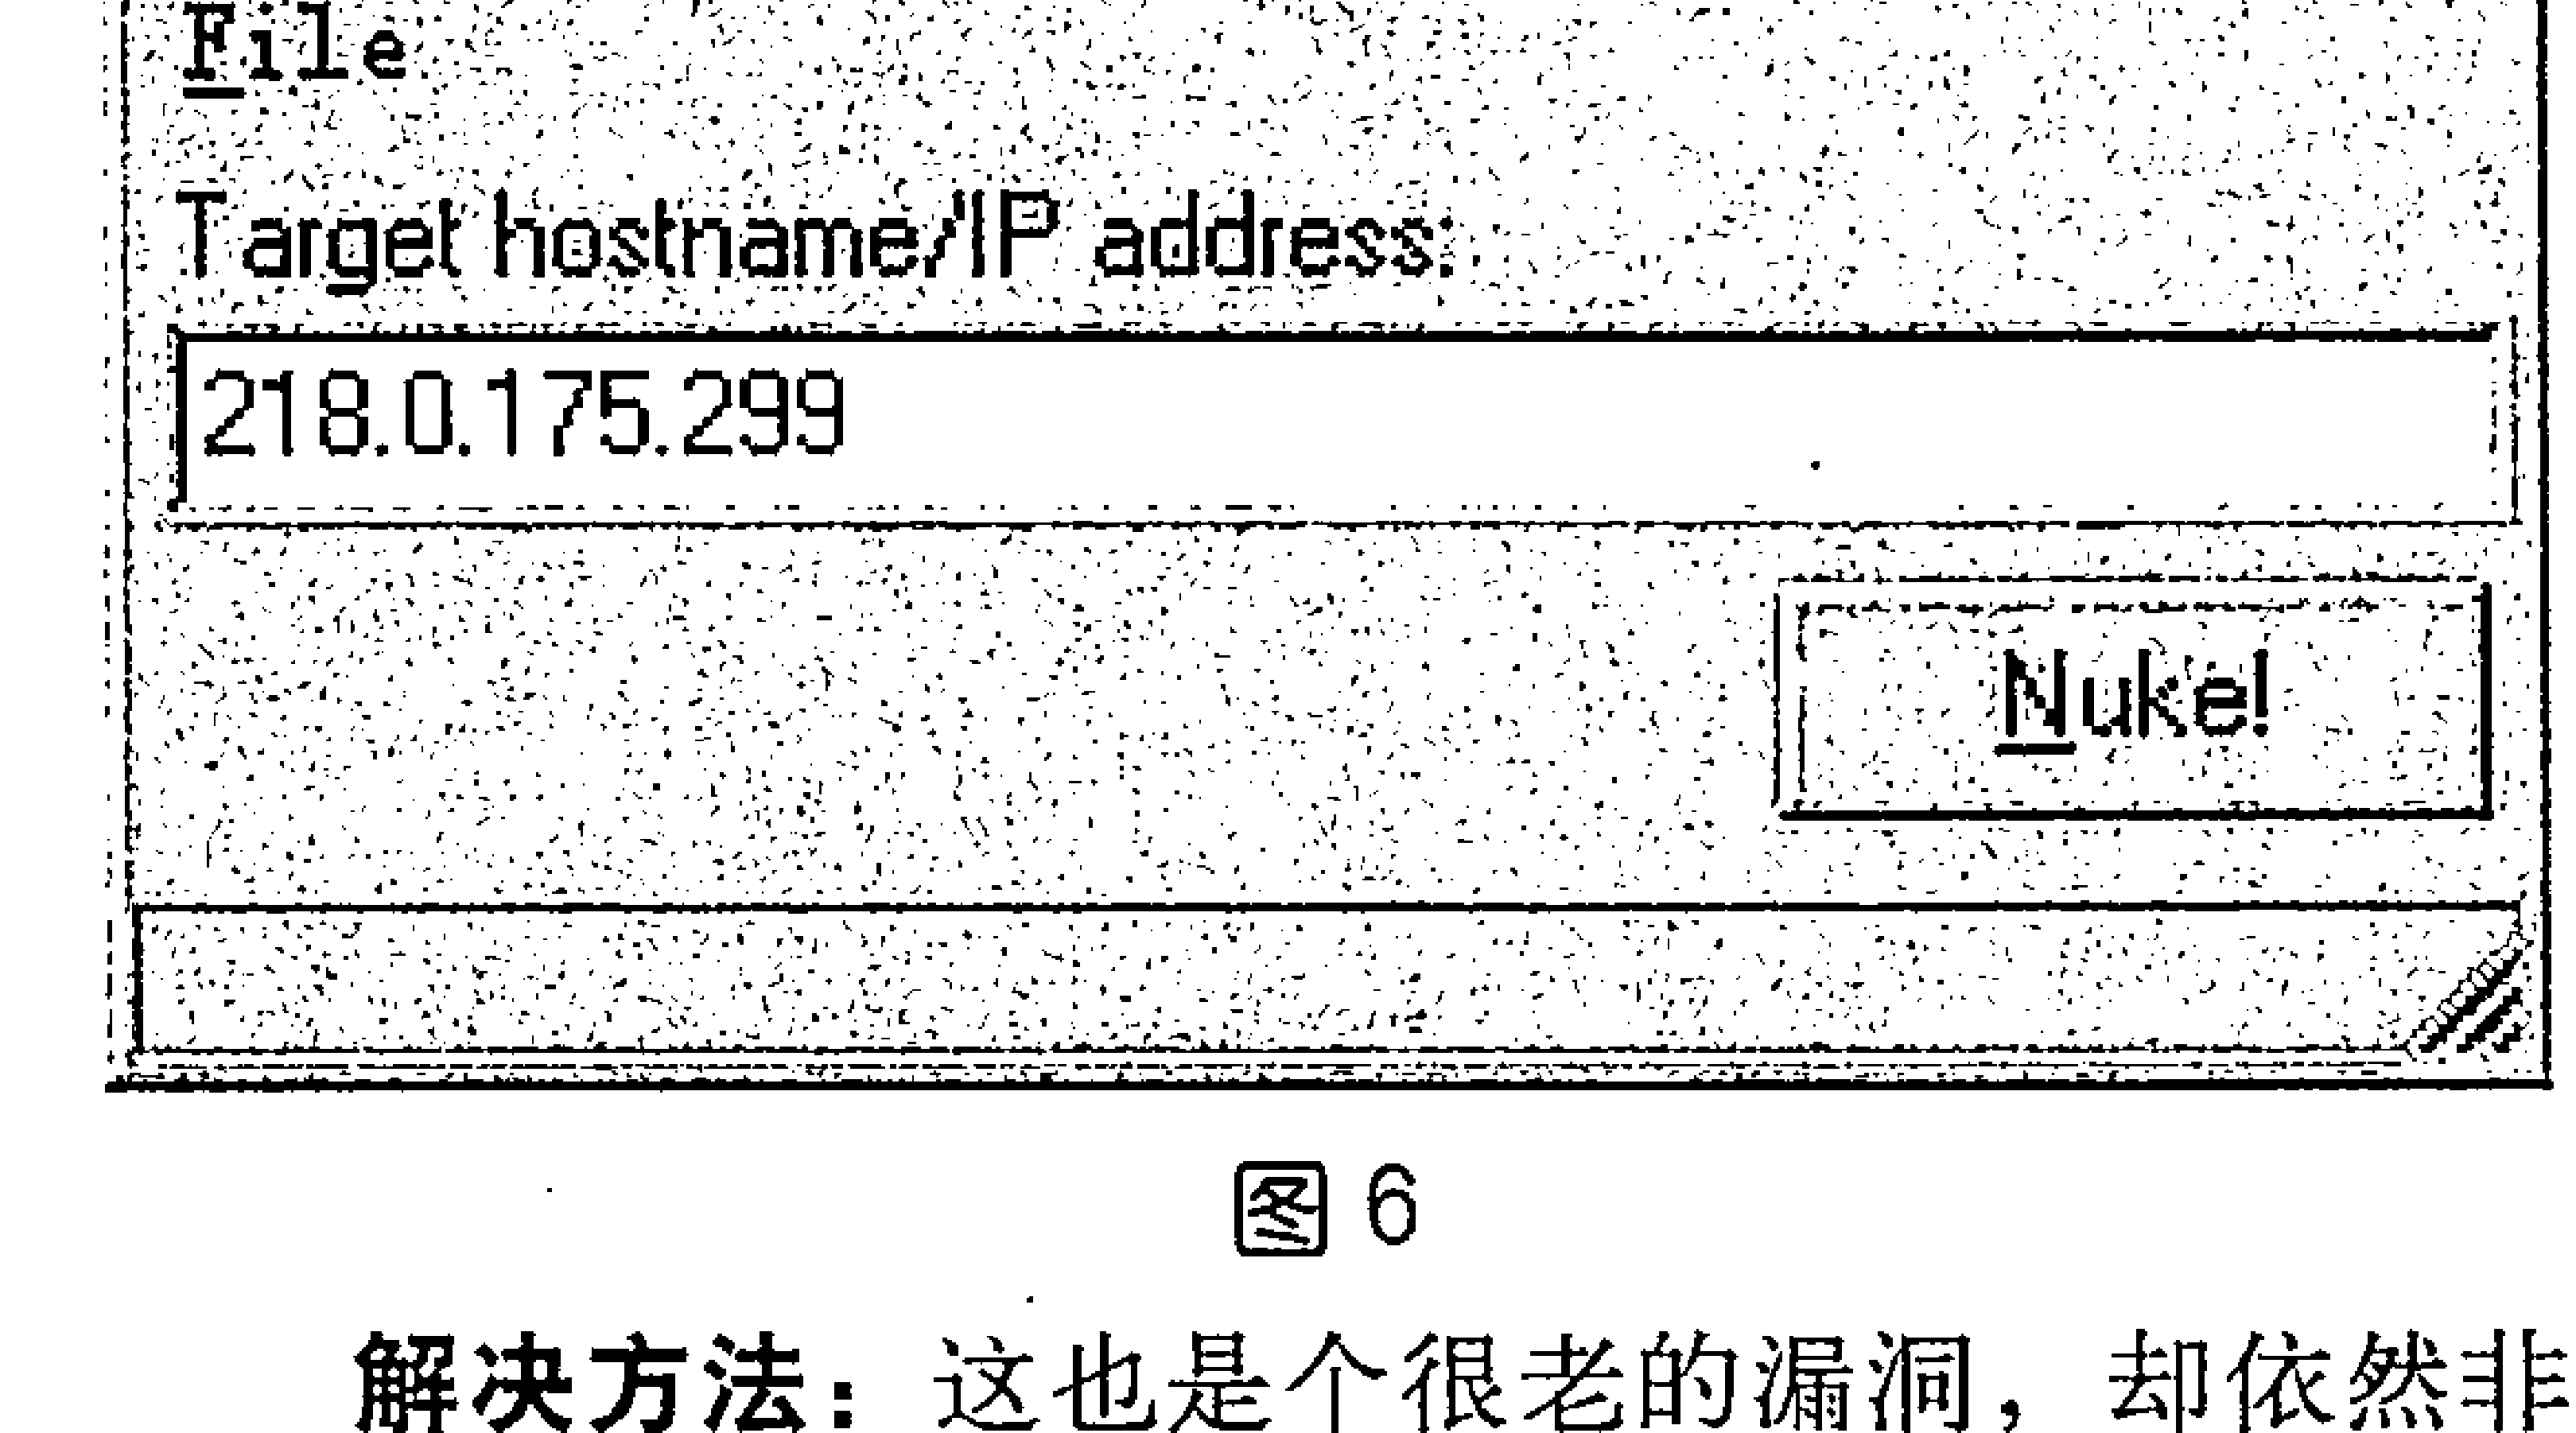 File
Target hostname/IP address:
218.0.175.299
Nuke!
图 6
解决方法：这也是个很老的漏洞，却依然非